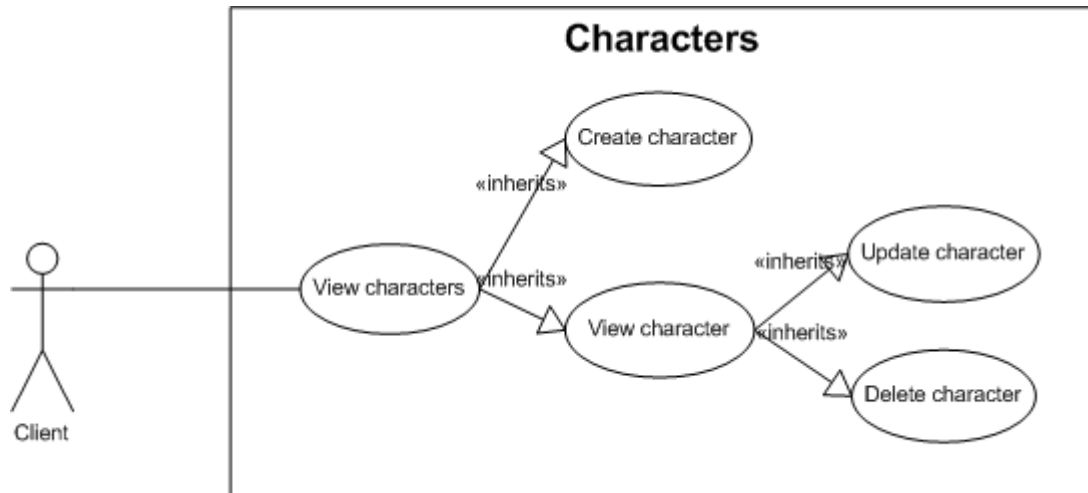 Characters
Create character
«inherits»
View characters
«inherits»
View character
«inherits»
Update character
«inherits»
Delete character
Client